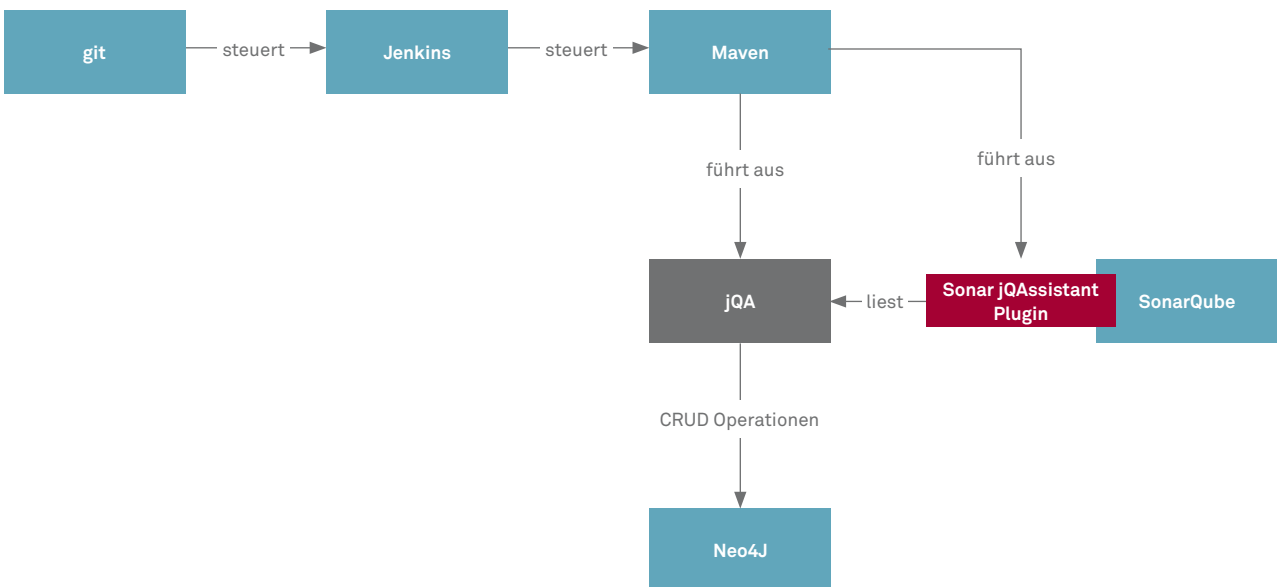 git
steuert
Jenkins
steuert
Maven
führt aus
führt aus
jQA
liest
Sonar jQAssistant
Plugin
SonarQube
CRUD Operationen
Neo4J